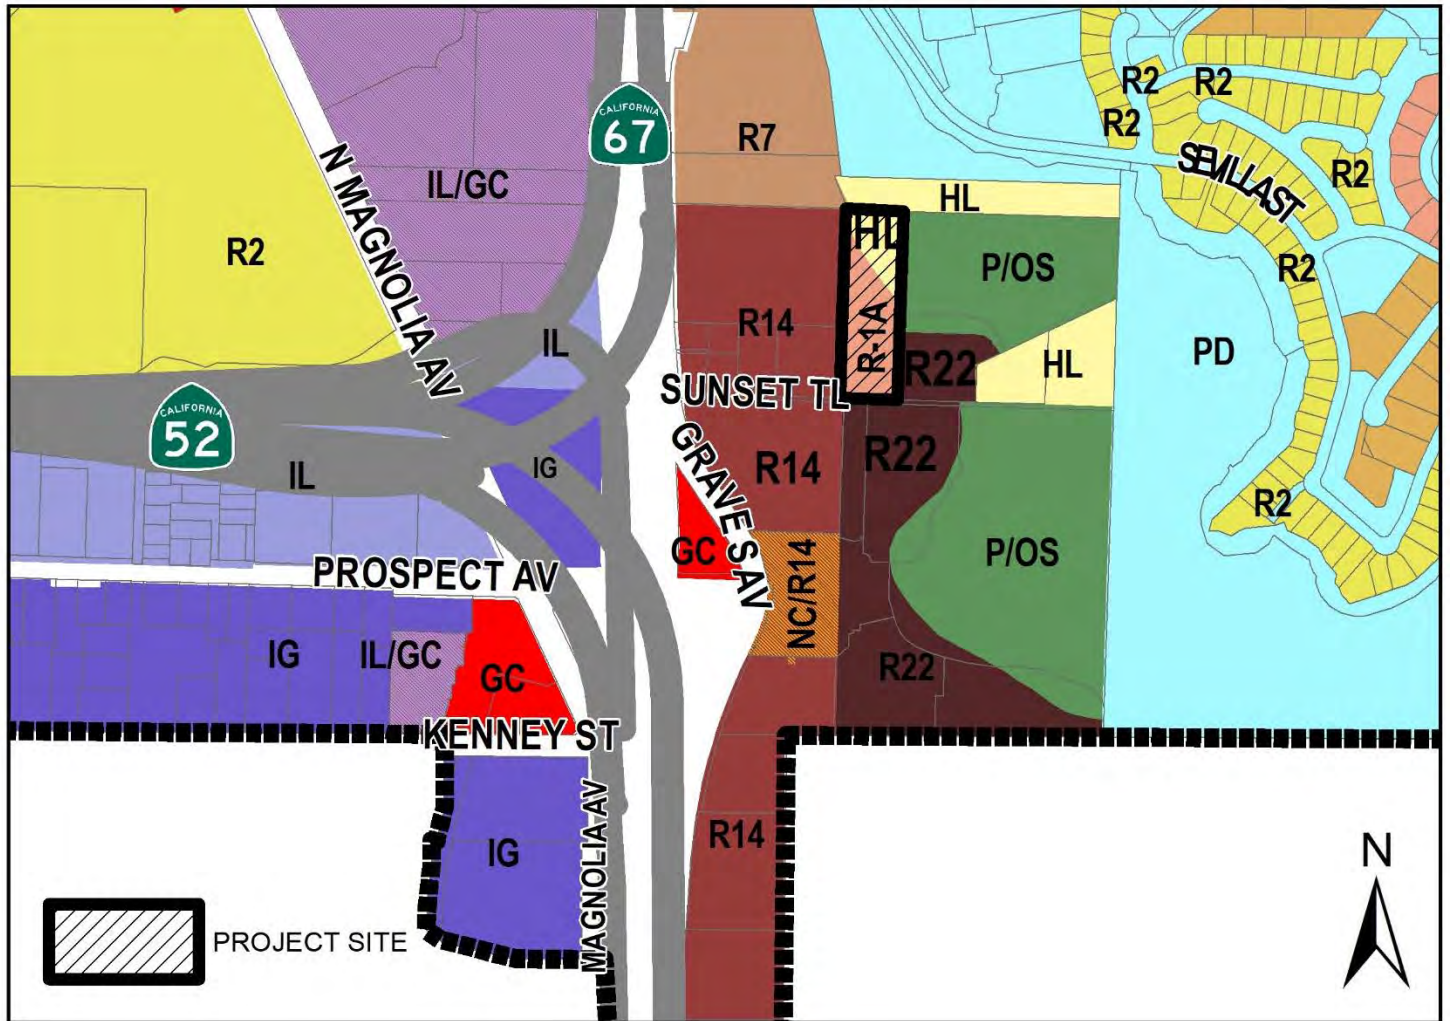 R2
R2
R2
CALIFORNIA
67
R7
SEVILLA ST
R2
N MAGNOLIA AV
IL/GC
HL
HL
R2
P/OS
R2
R14
R-1A
IL
R22
HL
PD
SUNSET TL
CALIFORNIA
52
GRAVES AV
R14
R22
IL
IG
R2
GC
P/OS
PROSPECT AV
NC/R14
IG
IL/GC
GC
R22
KENNEY ST
MAGNOLIA AV
R14
IG
N
PROJECT SITE